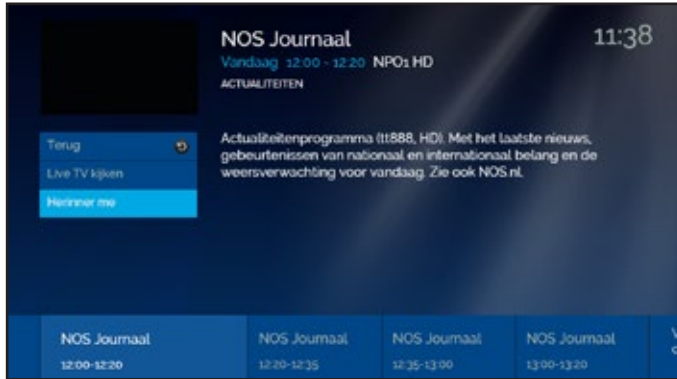 NOS Journaal
11:38
Vandaag 12:00 - 12:20 NPO1 HD
ACTUALITEITEN
Terug
Live TV kijken
Herinner me
Actualiteitenprogramma (tt888, HD). Met het laatste nieuws,
gebeurtenissen van nationaal en internationaal belang en de
weersverwachting voor vandaag. Zie ook NOS.nl.
NOS Journaal
12:00-12:20
NOS Journaal
12:20-12:35
NOS Journaal
12:35-13:00
NOS Journaal
13:00-13:20